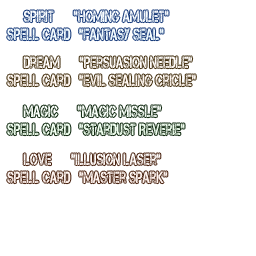 SPIRIT "HOMING AMULET"
SPELL CARD "FANTASY SEAL"
DREAM "PERSUASION NEEDLE"
SPELL CARD "EVIL SEALING CRICLE"
MAGIC "MAGIC MISSLE"
SPELL CARD "STARDUST REVERIE"
LOVE "ILLUSION LASER"
SPELL CARD "MASTER SPARK"